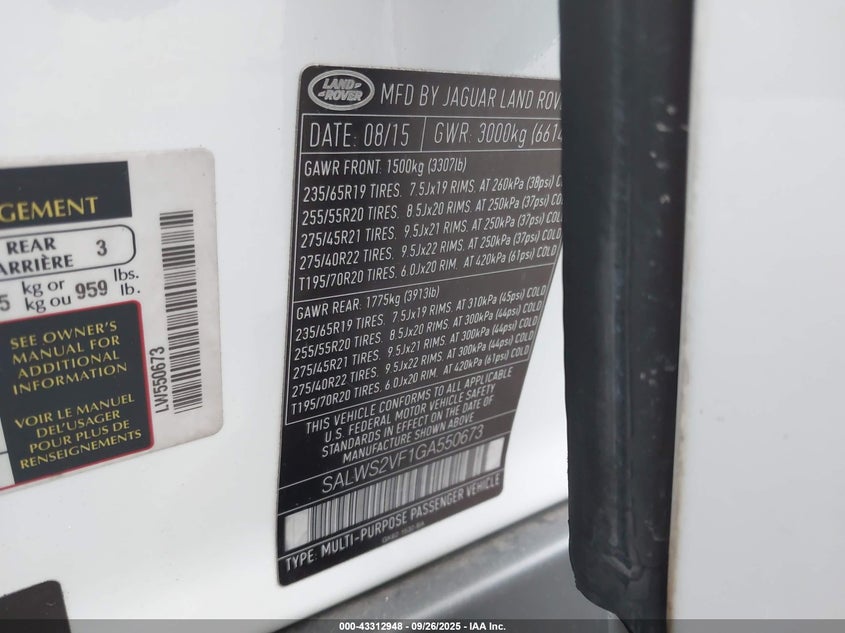 GEMENT
REAR 3
ARRIÈRE
5 kg or 959 lbs.
kg ou lb.
SEE OWNER'S
MANUAL FOR
ADDITIONAL
INFORMATION
VOIR LE MANUEL
DEL'USAGER
POUR PLUS DE
RENSEIGNEMENTS
LW550673
LAND
ROVER
MFD BY JAGUAR LAND ROVE
DATE: 08/15 GWR: 3000kg (6614
GAWR FRONT: 1500kg (3307lb)
235/65R19 TIRES. 7.5Jx19 RIMS. AT 260kPa (38psi) CO
255/55R20 TIRES. 8.5Jx20 RIMS. AT 250kPa (37psi) C
275/45R21 TIRES. 9.5Jx21 RIMS. AT 250kPa (37psi) CO
275/40R22 TIRES. 9.5Jx22 RIMS. AT 250kPa (37psi) COLD
T195/70R20 TIRES. 6.0Jx20 RIM. AT 420kPa (61psi) COLD
GAWR REAR: 1775kg (3913lb)
235/65R19 TIRES. 7.5Jx19 RIMS. AT 310kPa (45psi) COLD
255/55R20 TIRES. 8.5Jx20 RIMS. AT 300kPa (44psi) COLD
275/45R21 TIRES. 9.5Jx21 RIMS. AT 300kPa (44psi) COLD
275/40R22 TIRES. 9.5Jx22 RIMS. AT 300kPa (44psi) COLD
T195/70R20 TIRES. 6.0Jx20 RIM. AT 420kPa (61psi) COLD
THIS VEHICLE CONFORMS TO ALL APPLICABLE
U.S. FEDERAL MOTOR VEHICLE SAFETY
STANDARDS IN EFFECT ON THE DATE OF
MANUFACTURE SHOWN ABOVE
SALWS2VF1GA550673
TYPE: MULTI-PURPOSE PASSENGER VEHICLE
000-43312948 - 09/26/2025 - IAA Inc.